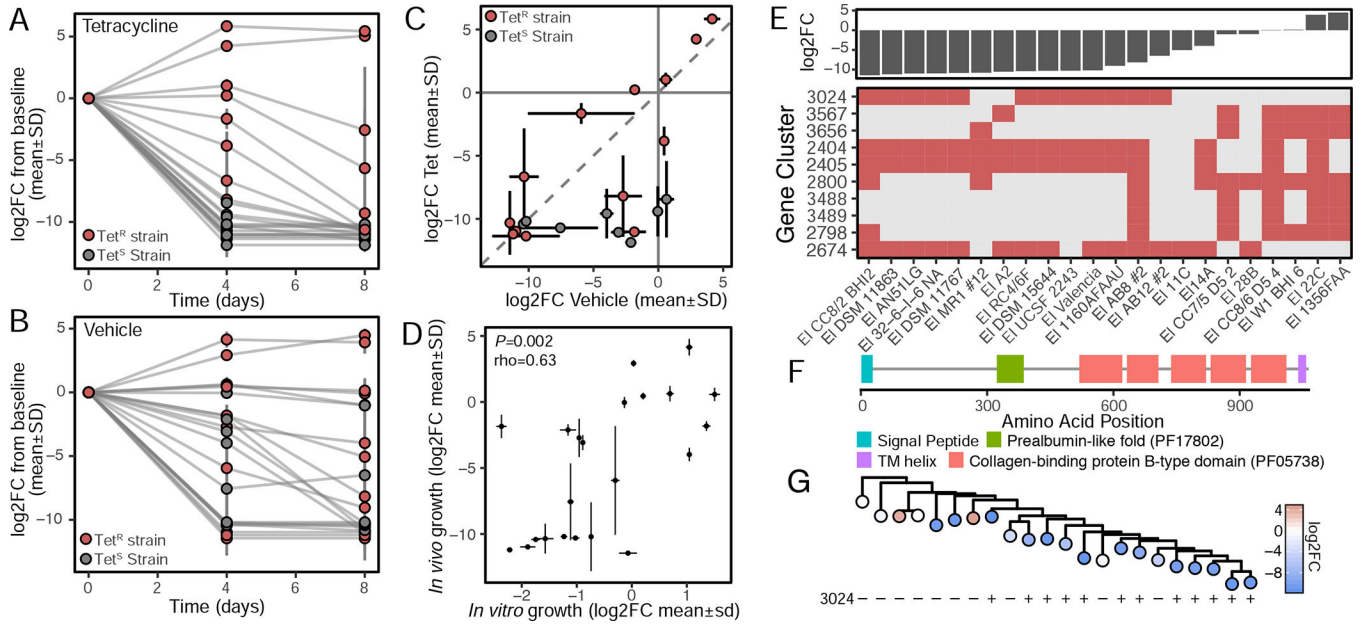 A
Tetracycline
log2FC from baseline
(mean±SD)
5
0
−5
−10
TetR strain
TetS Strain
0
2
4
6
8
Time (days)
B
Vehicle
log2FC from baseline
(mean±SD)
5
0
−5
−10
TetR strain
TetS Strain
0
2
4
6
8
Time (days)
C
TetR strain
TetS Strain
log2FC Tet (mean±SD)
5
0
−5
−10
−10
−5
0
5
log2FC Vehicle (mean±SD)
D
P=0.002
rho=0.63
In vivo growth (log2FC mean±sd)
5
0
−5
−10
−2
−1
0
1
In vitro growth (log2FC mean±sd)
E
log2FC
5
0
−5
−10
Gene Cluster
3024
3567
3656
2404
2405
2800
3488
3489
2798
2674
El CC8/2 BHI2
El DSM 11863
El AN51LG
El 32−6−I−6 NA
El DSM 11767
El MR1 #12
El A2
El RC4/6F
El DSM 15644
El UCSF 2243
El Valencia
El 1160AFAAU
El AB8 #2
El AB12 #2
El 11C
El 14A
El CC7/5 D5 2
El 28B
El CC8/6 D5 4
El W1 BHI 6
El 22C
El 1356FAA
F
0
300
600
900
Amino Acid Position
Signal Peptide
Prealbumin-like fold (PF17802)
TM helix
Collagen-binding protein B-type domain (PF05738)
G
4
0
−4
−8
log2FC
3024 − − − − − − − + − + + + + − + + − + + + + +